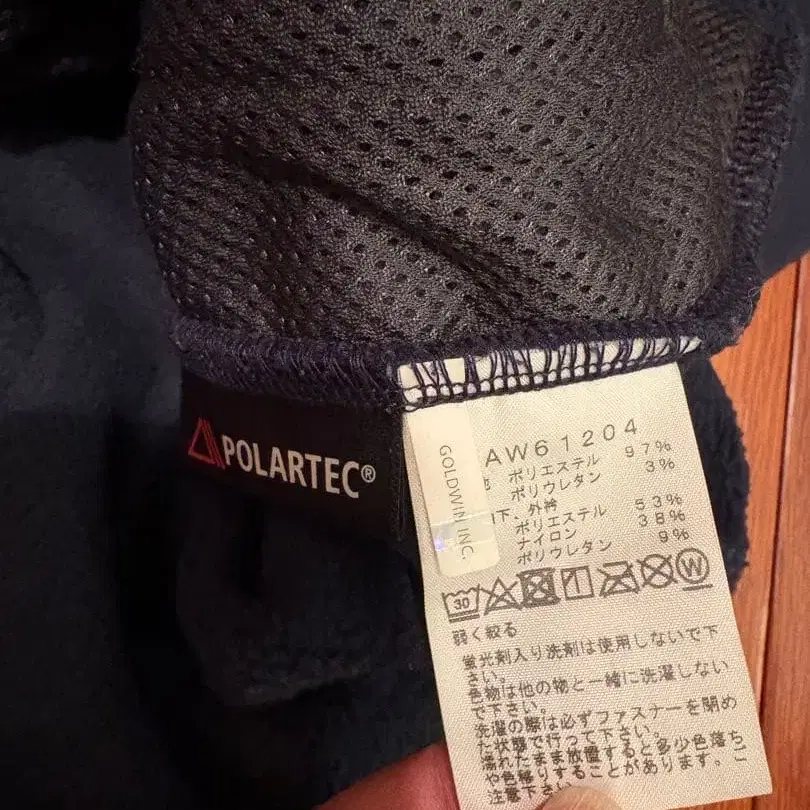 POLARTEC®
GOLDWIN INC.
AW61204
ポリエステル 97%
ポリウレタン 3%
下、外衿
ポリエステル 53%
ナイロン 38%
ポリウレタン 9%
30
W
弱く絞る
蛍光剤入り洗剤は使用しないで下
さい。
色物は他の物と一緒に洗濯しない
で下さい。
洗濯の際は必ずファスナーを閉め
た状態で行って下さい。
濡れたまま放置すると多少色落ち
や色移りすることがあります。ご
注意下さい